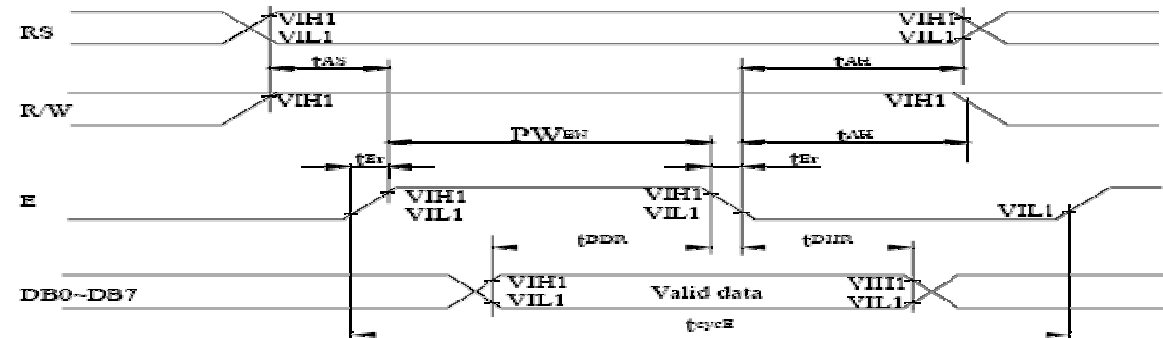 RS VIH1 VIH1
VIL1 VIL1
tAS tAH
R/W VIH1 VIH1
PWEH tAH
tEr tEr
E VIH1 VIH1
VIL1 VIL1 VIL1
tDDR tDHR
VIH1 VIH1
DB0~DB7 VIL1 Valid data VIL1
tcycE